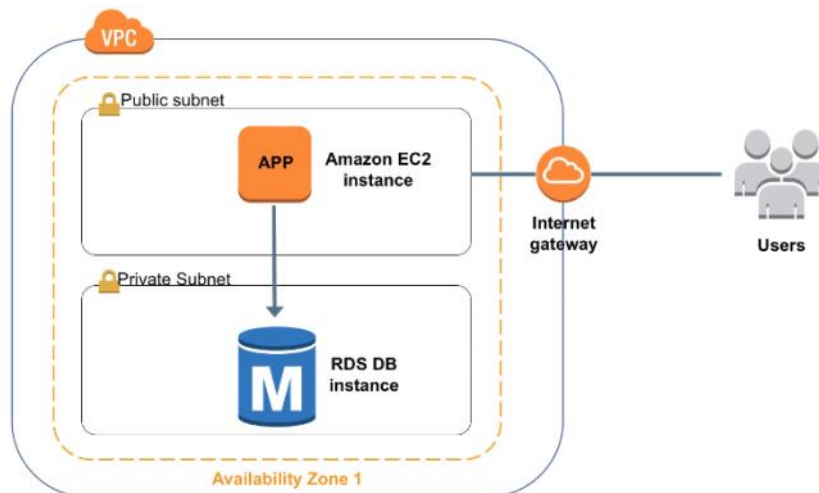 VPC
Public subnet
APP
Amazon EC2
instance
Internet
gateway
Users
Private Subnet
M
RDS DB
instance
Availability Zone 1